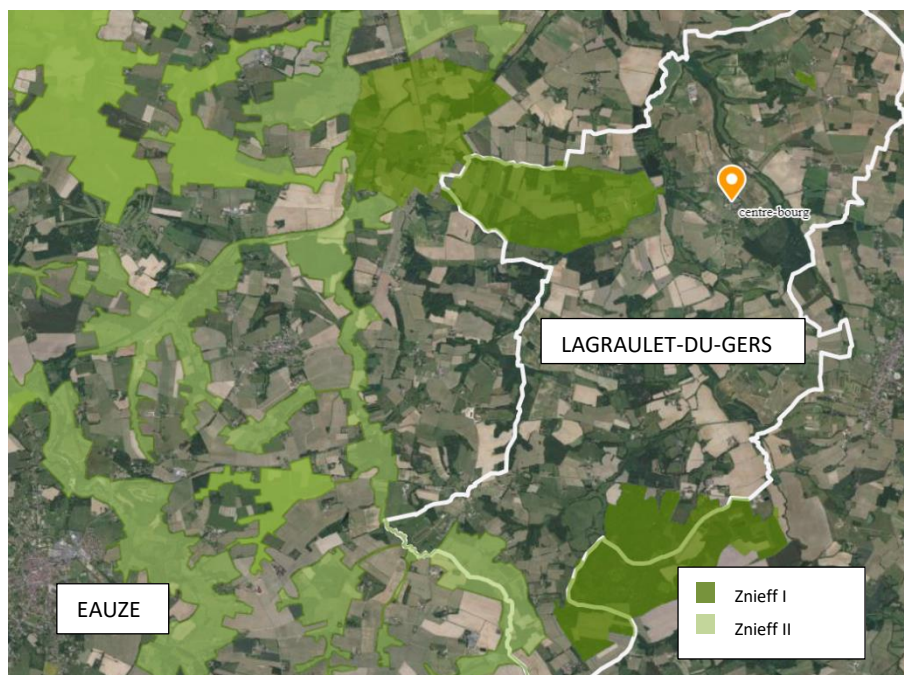 centre-bourg
LAGRAULET-DU-GERS
EAUZE
Znieff I
Znieff II